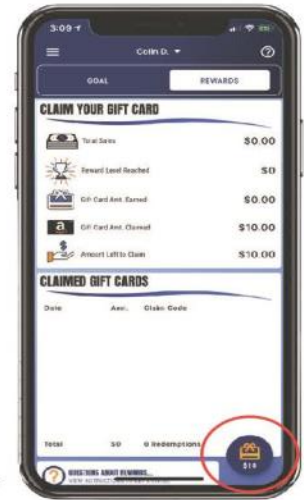 3:09
Colin D.
GOAL
REWARDS
CLAIM YOUR GIFT CARD
Total Sales $0.00
Reward Level Reached $0
Gift Card Amt. Earned $0.00
Gift Card Amt. Claimed $10.00
Amount Left to Claim $10.00
CLAIMED GIFT CARDS
Date Amt. Claim Code
Total $0 0 Redemptions
$10
QUESTIONS ABOUT REWARDS...